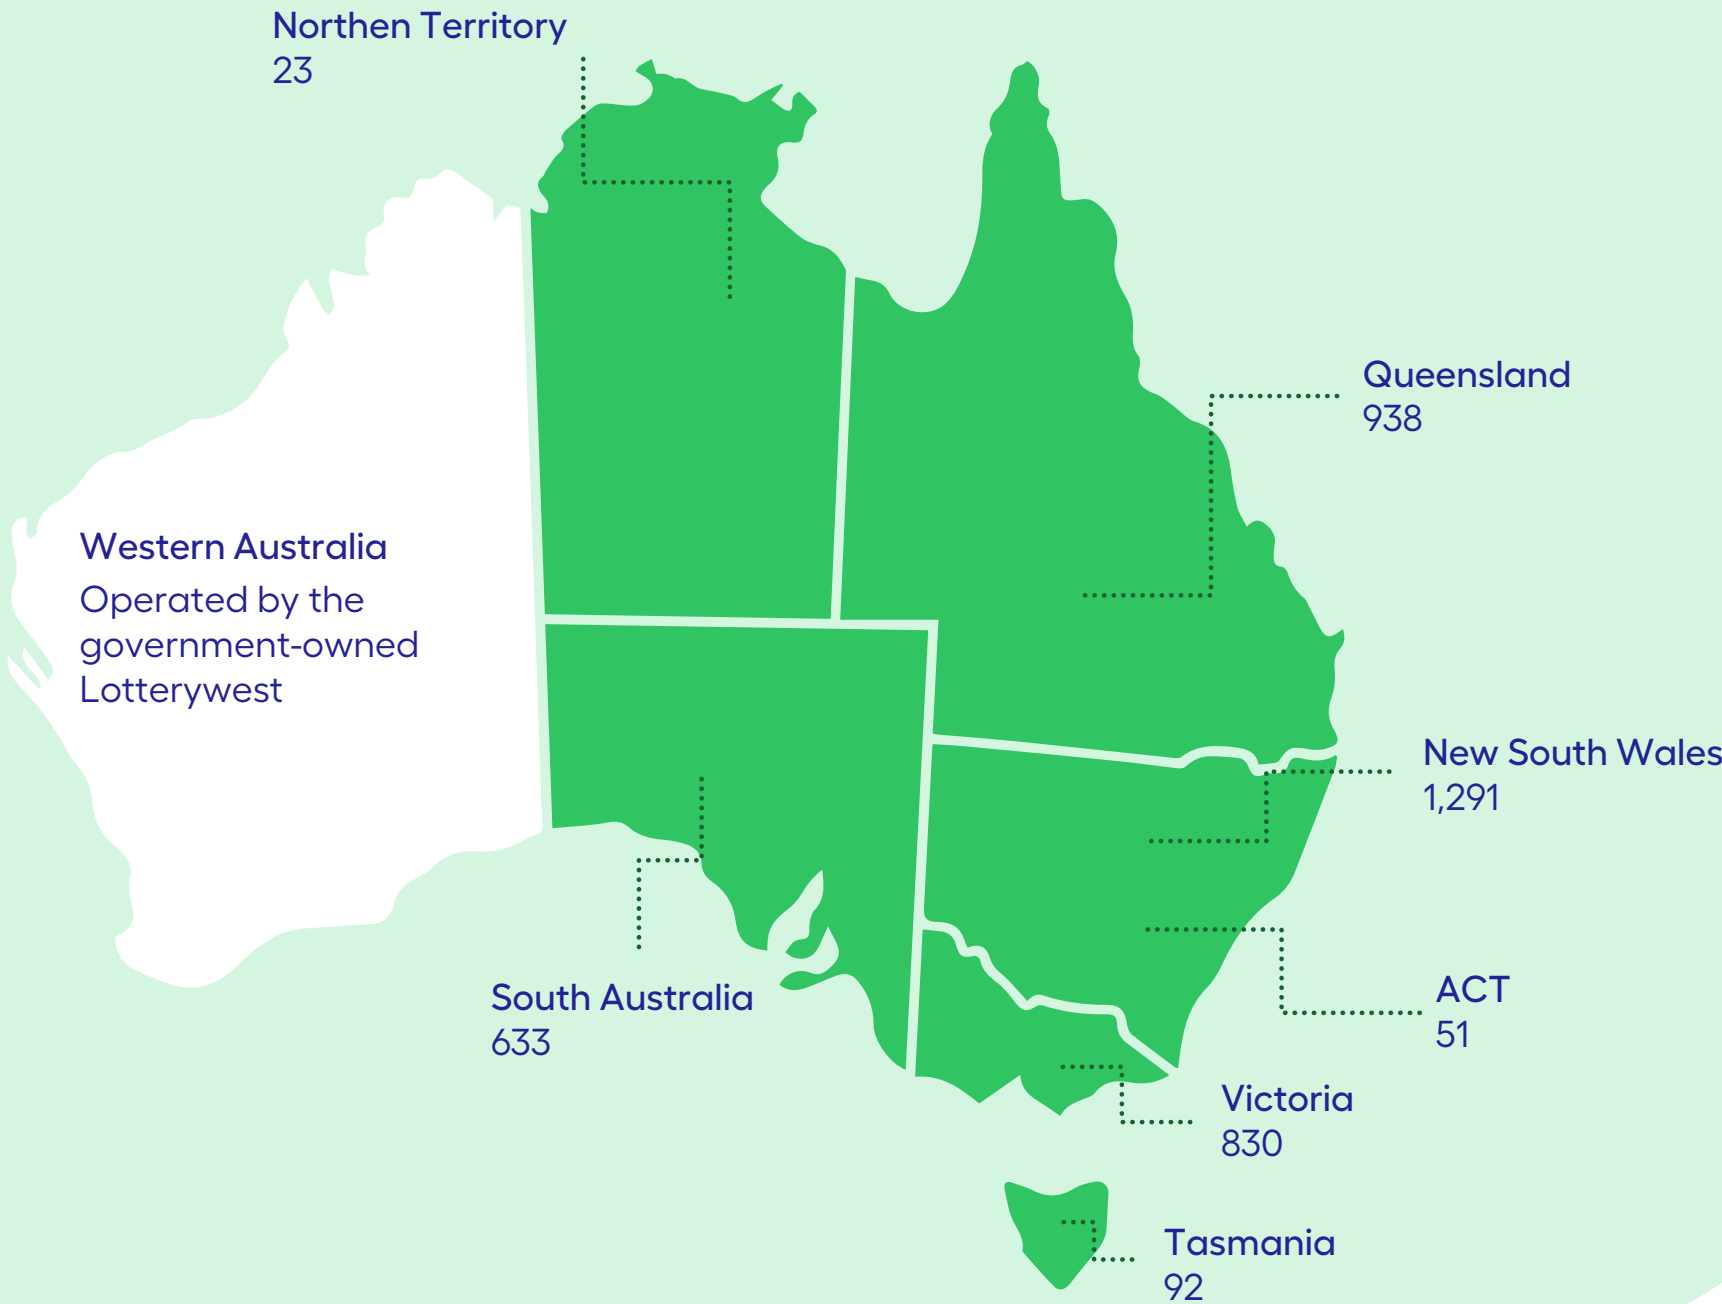 Northen Territory
23
Queensland
938
Western Australia
Operated by the
government-owned
Lotterywest
New South Wales
1,291
South Australia
633
ACT
51
Victoria
830
Tasmania
92